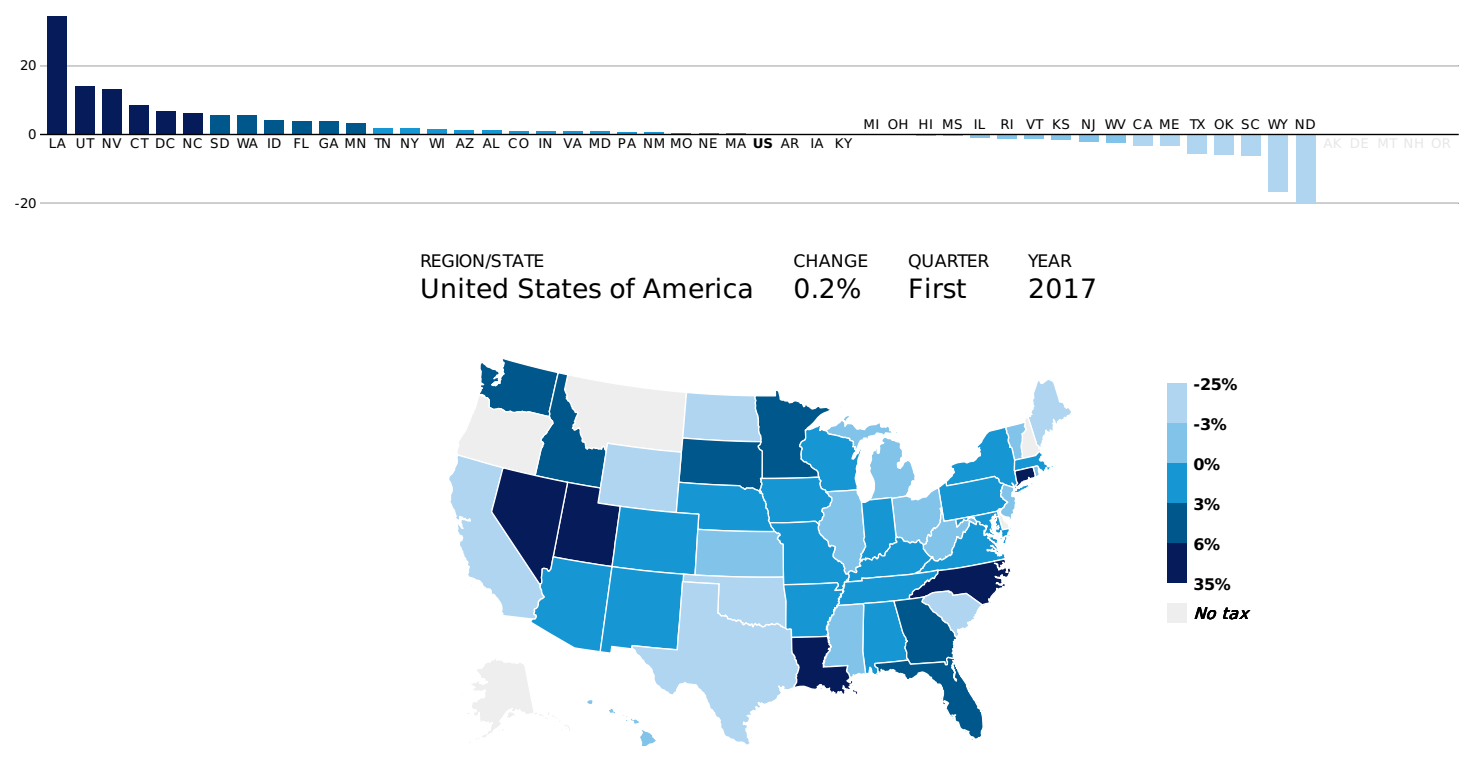 20
0
-20
MI OH HI MS IL RI VT KS NJ WV CA ME TX OK SC WY ND
LA UT NV CT DC NC SD WA ID FL GA MN TN NY WI AZ AL CO IN VA MD PA NM MO NE MA US AR IA KY AK DE MT NH OR
REGION/STATE CHANGE QUARTER YEAR
United States of America 0.2% First 2017
-25%
-3%
0%
3%
6%
35%
No tax